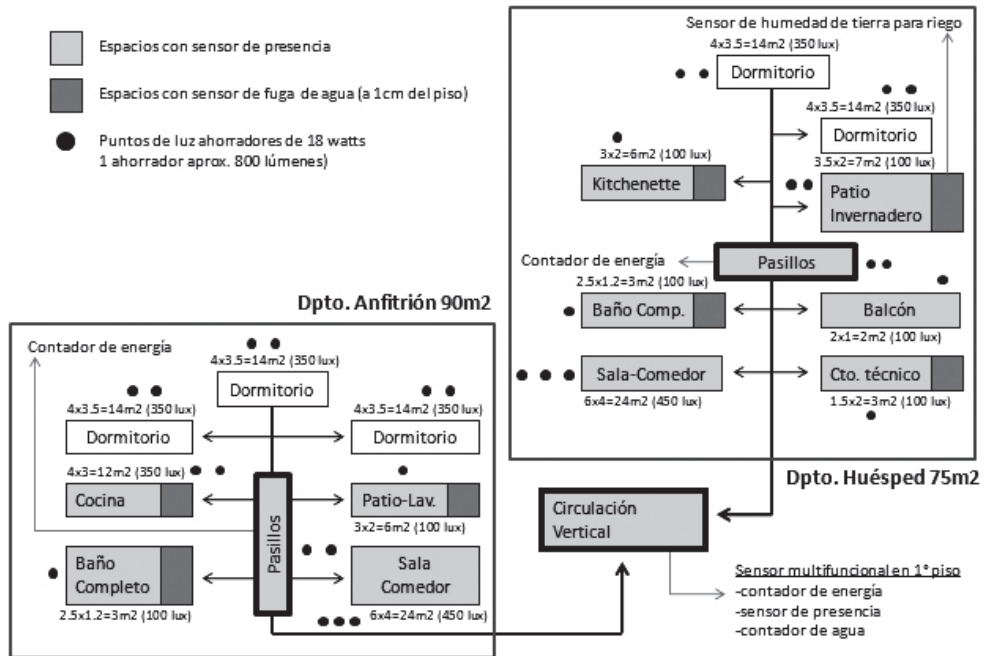 Espacios con sensor de presencia
Espacios con sensor de fuga de agua (a 1cm del piso)
Puntos de luz ahorradores de 18 watts
1 ahorrador aprox. 800 lúmenes)
Sensor de humedad de tierra para riego
4x3.5=14m2 (350 lux)
Dormitorio
4x3.5=14m2 (350 lux)
Dormitorio
3x2=6m2 (100 lux)
Kitchenette
3.5x2=7m2 (100 lux)
Patio
Invernadero
Contador de energía
Pasillos
2.5x1.2=3m2 (100 lux)
Baño Comp.
Balcón
2x1=2m2 (100 lux)
Sala-Comedor
6x4=24m2 (450 lux)
Cto. técnico
1.5x2=3m2 (100 lux)
Dpto. Huésped 75m2
Dpto. Anfitrión 90m2
Contador de energía
4x3.5=14m2 (350 lux)
Dormitorio
4x3.5=14m2 (350 lux)
Dormitorio
4x3.5=14m2 (350 lux)
Dormitorio
4x3=12m2 (350 lux)
Cocina
Patio-Lav.
3x2=6m2 (100 lux)
Pasillos
Baño
Completo
2.5x1.2=3m2 (100 lux)
Sala
Comedor
6x4=24m2 (450 lux)
Circulación
Vertical
Sensor multifuncional en 1° piso
-contador de energía
-sensor de presencia
-contador de agua